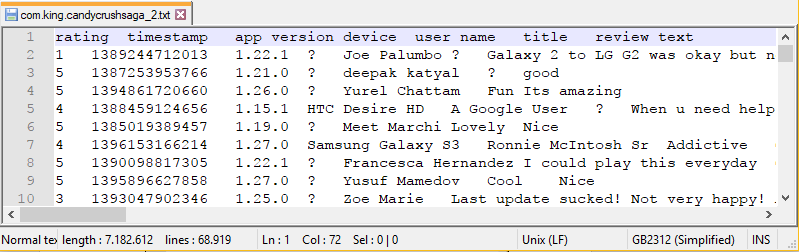 com.king.candycrushsaga_2.txt
1 rating timestamp app version device user name title review text
2 1 1389244712013 1.22.1 ? Joe Palumbo ? Galaxy 2 to LG G2 was okay but n
3 5 1387253953766 1.21.0 ? deepak katyal ? good
4 5 1394861720660 1.26.0 ? Yurel Chattam Fun Its amazing
5 4 1388459124656 1.15.1 HTC Desire HD A Google User ? When u need help
6 5 1385019389457 1.19.0 ? Meet Marchi Lovely Nice
7 4 1396153166214 1.27.0 Samsung Galaxy S3 Ronnie McIntosh Sr Addictive
8 5 1390098817305 1.22.1 ? Francesca Hernandez I could play this everyday
9 5 1395896627858 1.27.0 ? Yusuf Mamedov Cool Nice
10 3 1393047902346 1.25.0 ? Zoe Marie Last update sucked! Not very happy!
Normal tex length : 7.182.612 lines : 68.919 Ln : 1 Col : 72 Sel : 0 | 0 Unix (LF) GB2312 (Simplified) INS